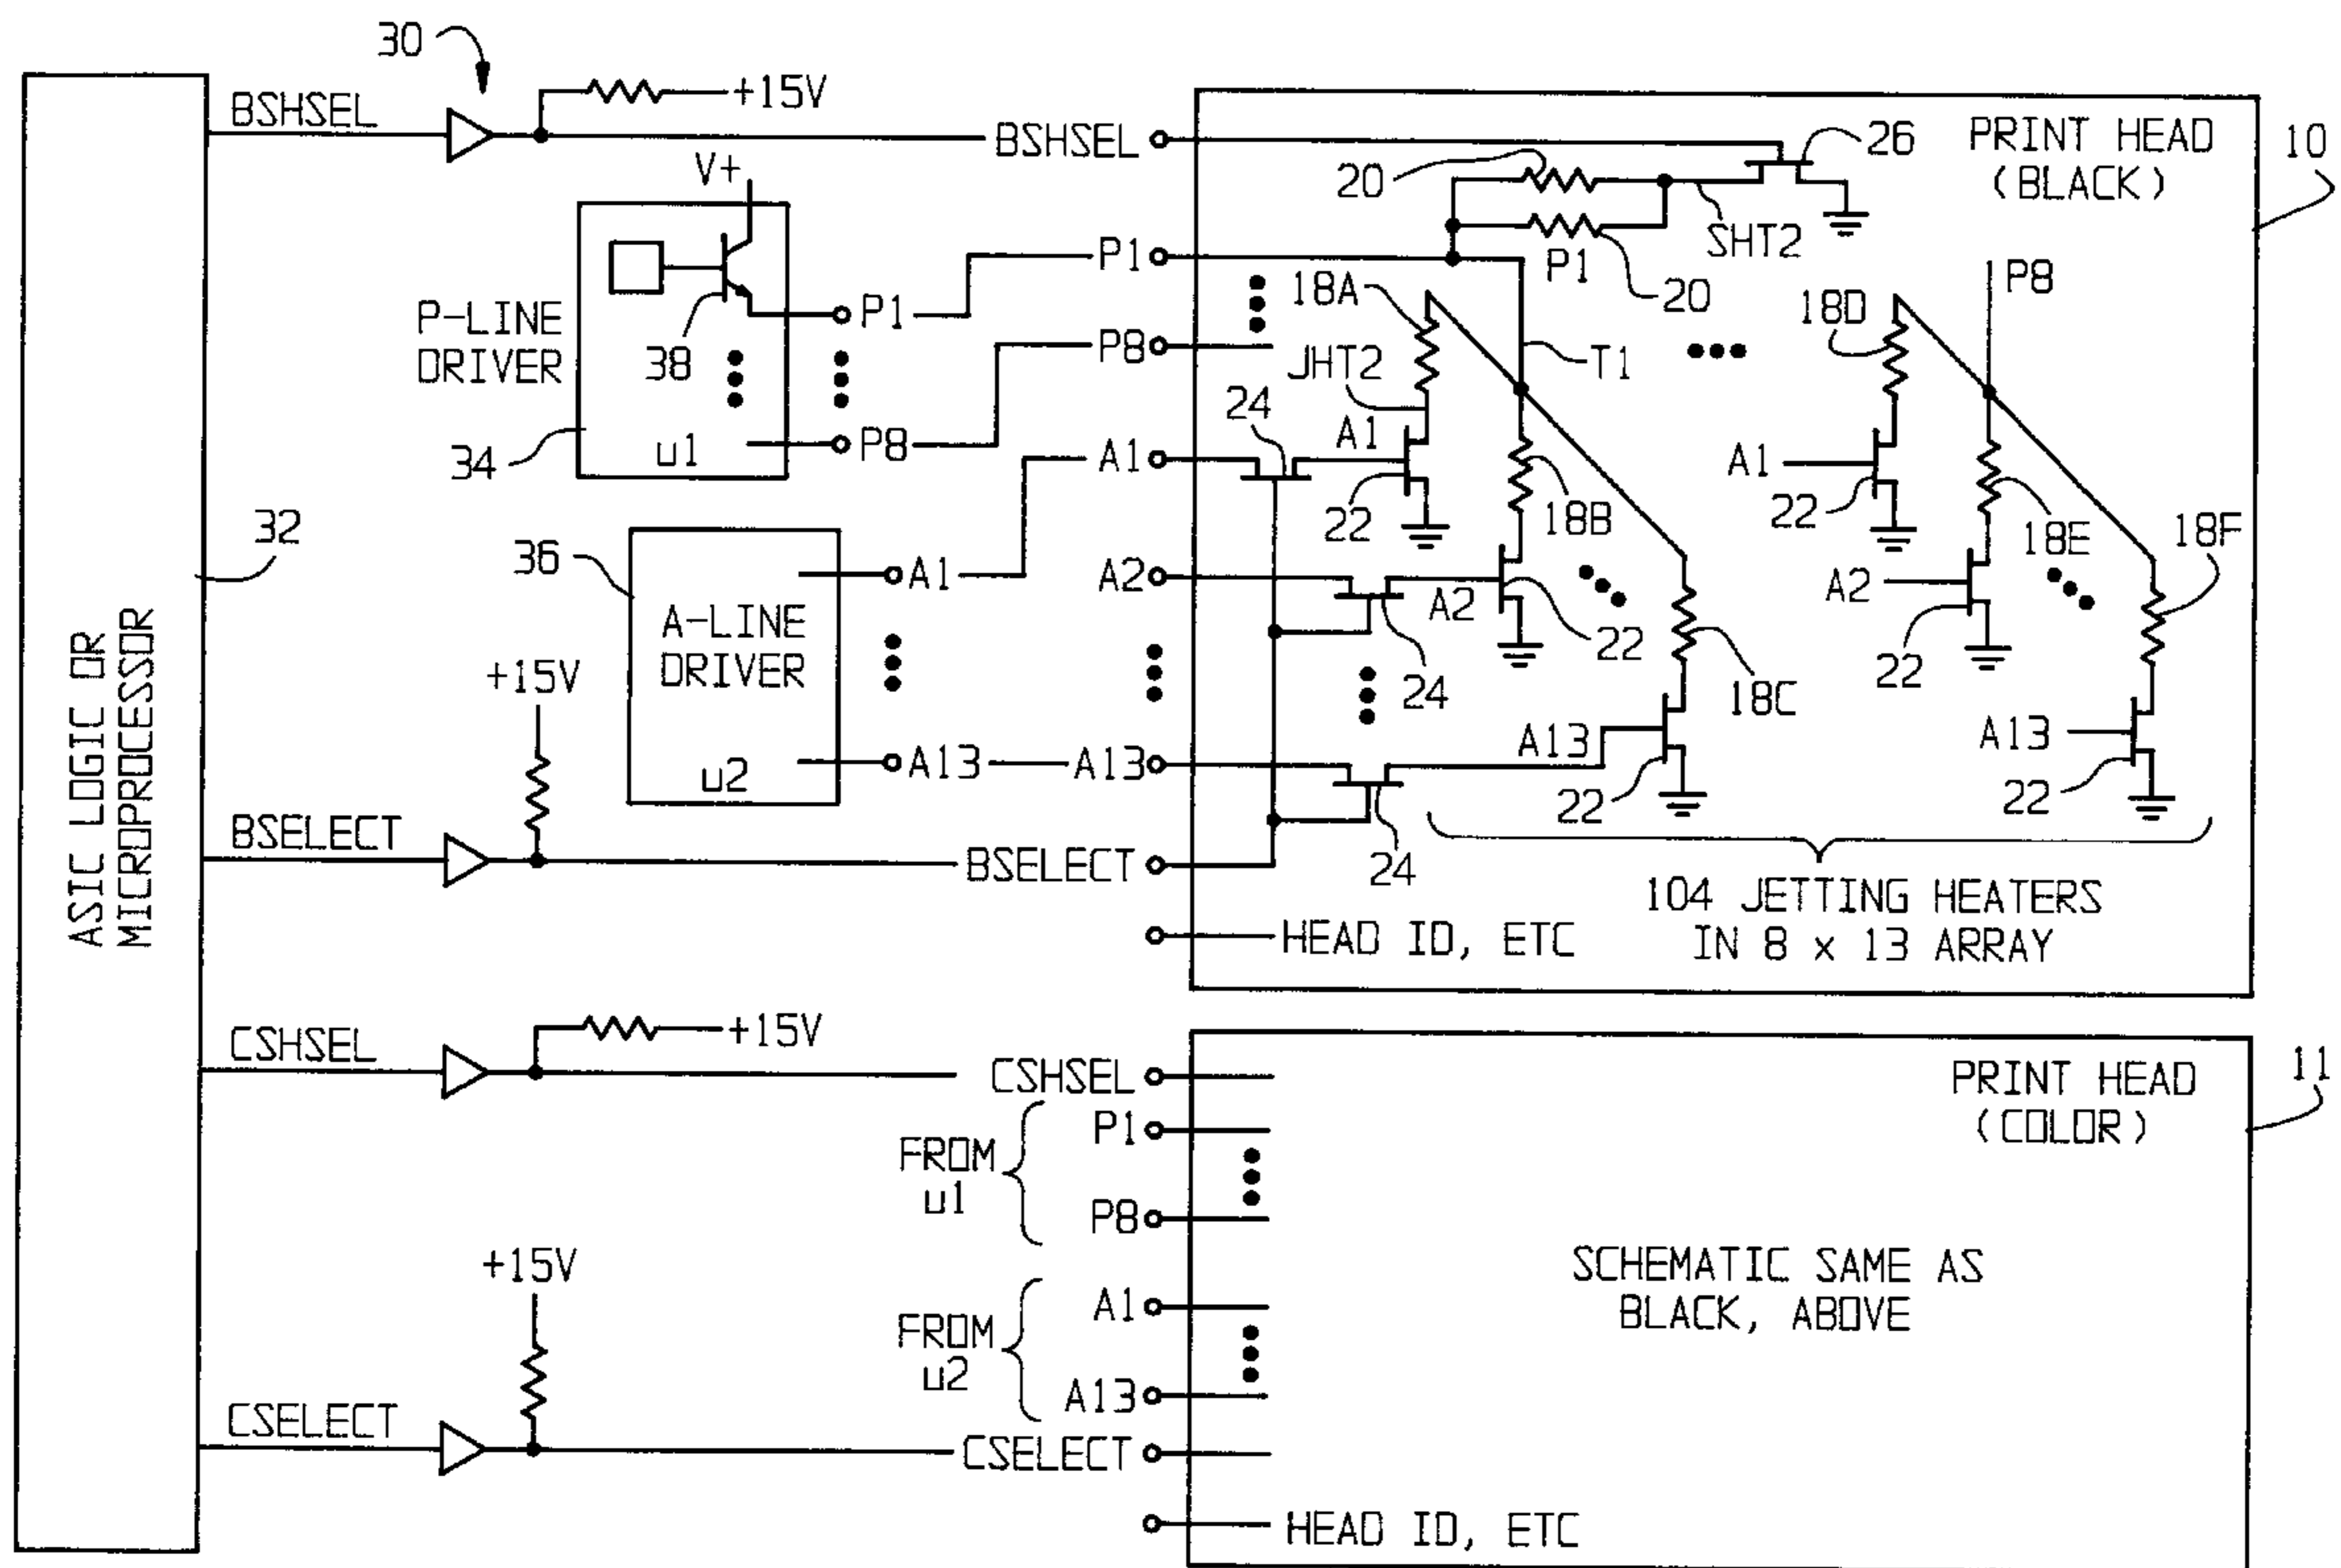 30
BSHSEL
+15V
BSHSEL
V+
P-LINE
DRIVER
38
u1
34
P1
P8
P1
P8
32
ASIC LOGIC OR
MICROPROCESSOR
36
A-LINE
DRIVER
u2
A1
A13
A1
A2
A13
+15V
BSELECT
BSELECT
PRINT HEAD
(BLACK)
10
26
20
SHT2
P1
20
18A
JHT2
T1
24
A1
22
18B
A2
22
24
18C
A13
22
24
P8
18D
A1
22
18E
A2
22
18F
A13
22
104 JETTING HEATERS
IN 8 x 13 ARRAY
HEAD ID, ETC
CSHSEL
+15V
CSHSEL
FROM
u1
P1
P8
FROM
u2
A1
A13
+15V
CSELECT
CSELECT
PRINT HEAD
(COLOR)
11
SCHEMATIC SAME AS
BLACK, ABOVE
HEAD ID, ETC